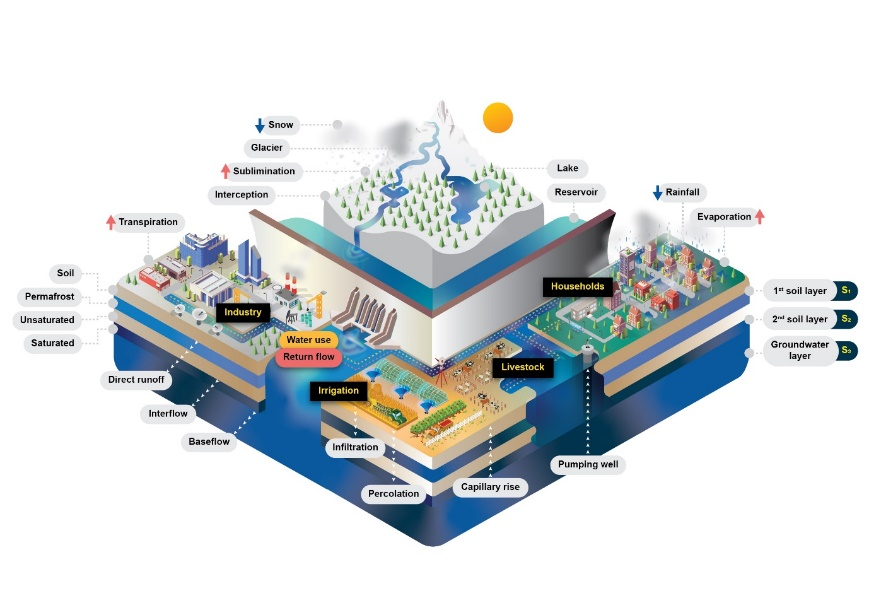 Snow
Glacier
Sublimination
Interception
Transpiration
Lake
Reservoir
Rainfall
Evaporation
Soil
Permafrost
Unsaturated
Saturated
Industry
Households
Water use
Return flow
Livestock
Irrigation
1st soil layer S1
2nd soil layer S2
Groundwater
layer S3
Direct runoff
Interflow
Baseflow
Infiltration
Percolation
Capillary rise
Pumping well